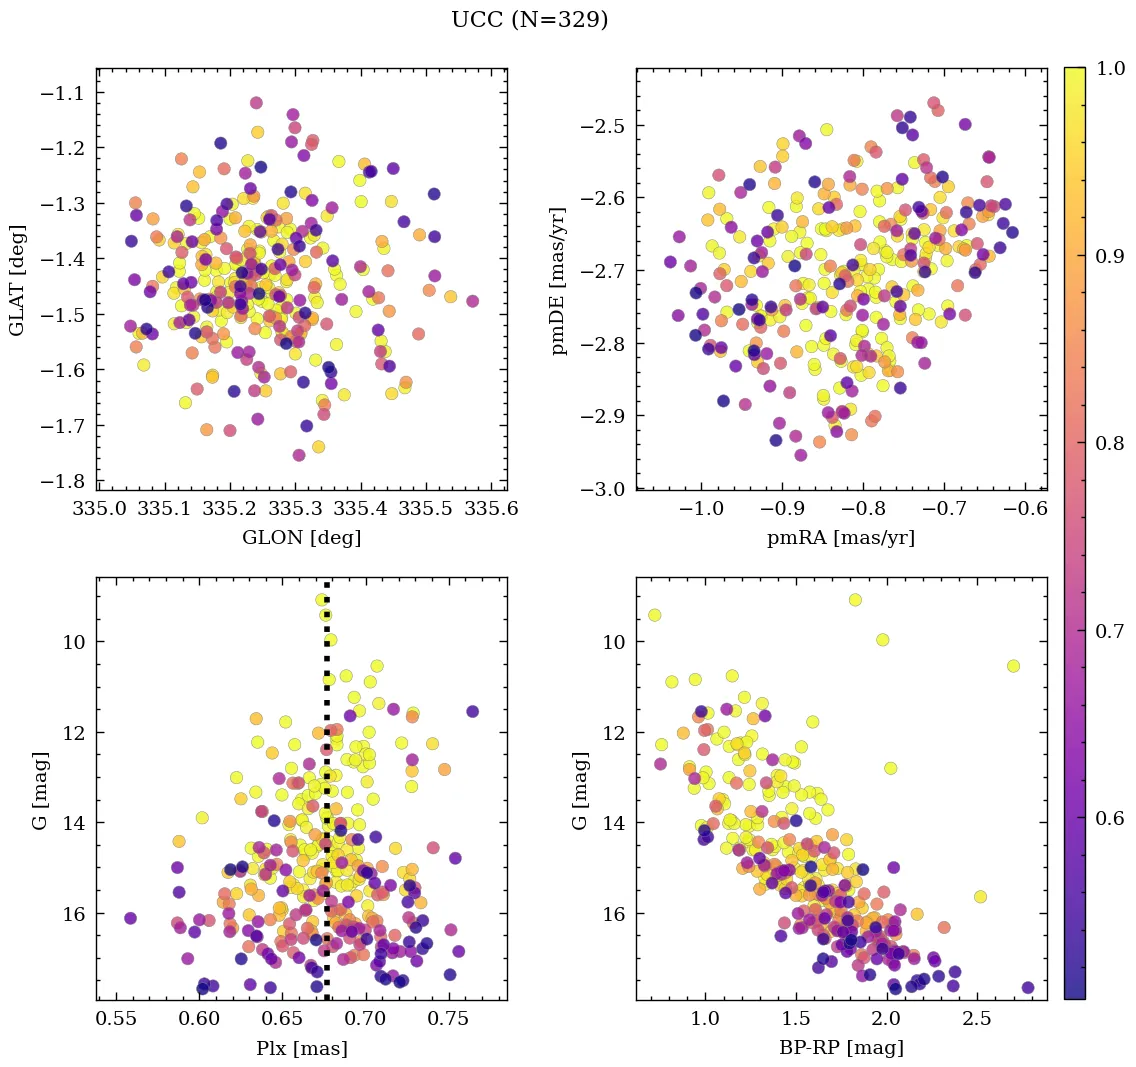 UCC (N=329)
−1.1
−1.2
−1.3
−1.4
−1.5
−1.6
−1.7
−1.8
GLAT [deg]
335.0 335.1 335.2 335.3 335.4 335.5 335.6
GLON [deg]
−2.5
−2.6
−2.7
−2.8
−2.9
−3.0
pmDE [mas/yr]
−1.0 −0.9 −0.8 −0.7 −0.6
pmRA [mas/yr]
1.0
0.9
0.8
0.7
0.6
10
12
14
16
G [mag]
0.55 0.60 0.65 0.70 0.75
Plx [mas]
10
12
14
16
G [mag]
1.0 1.5 2.0 2.5
BP-RP [mag]